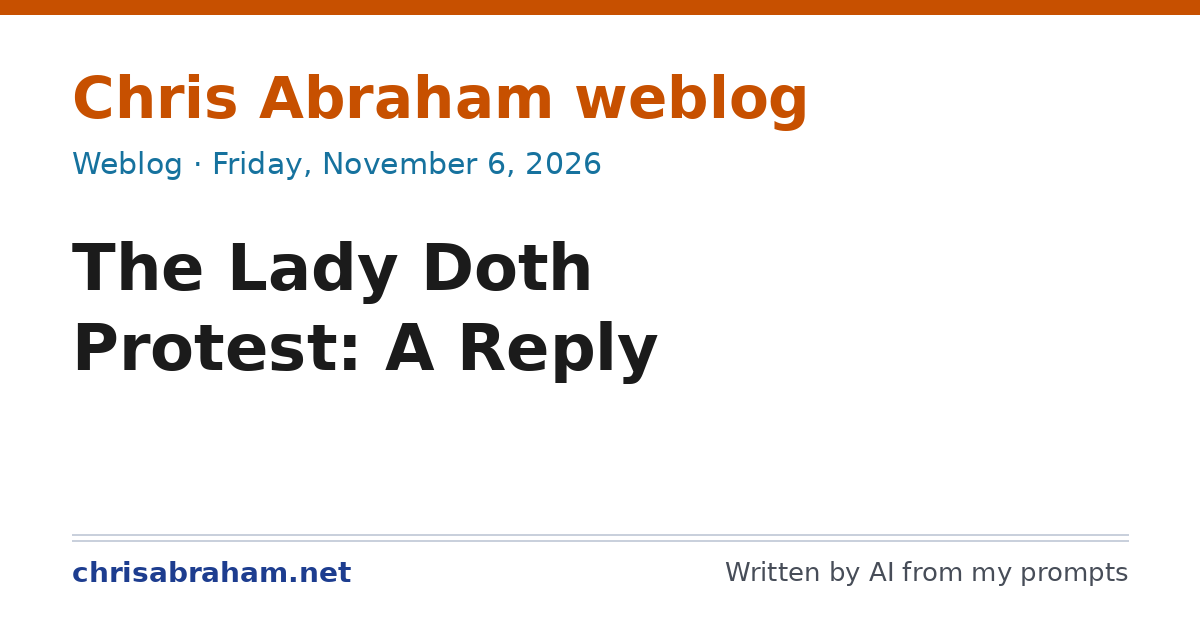 Chris Abraham weblog
Weblog · Friday, November 6, 2026
The Lady Doth
Protest: A Reply
chrisabraham.net
Written by AI from my prompts